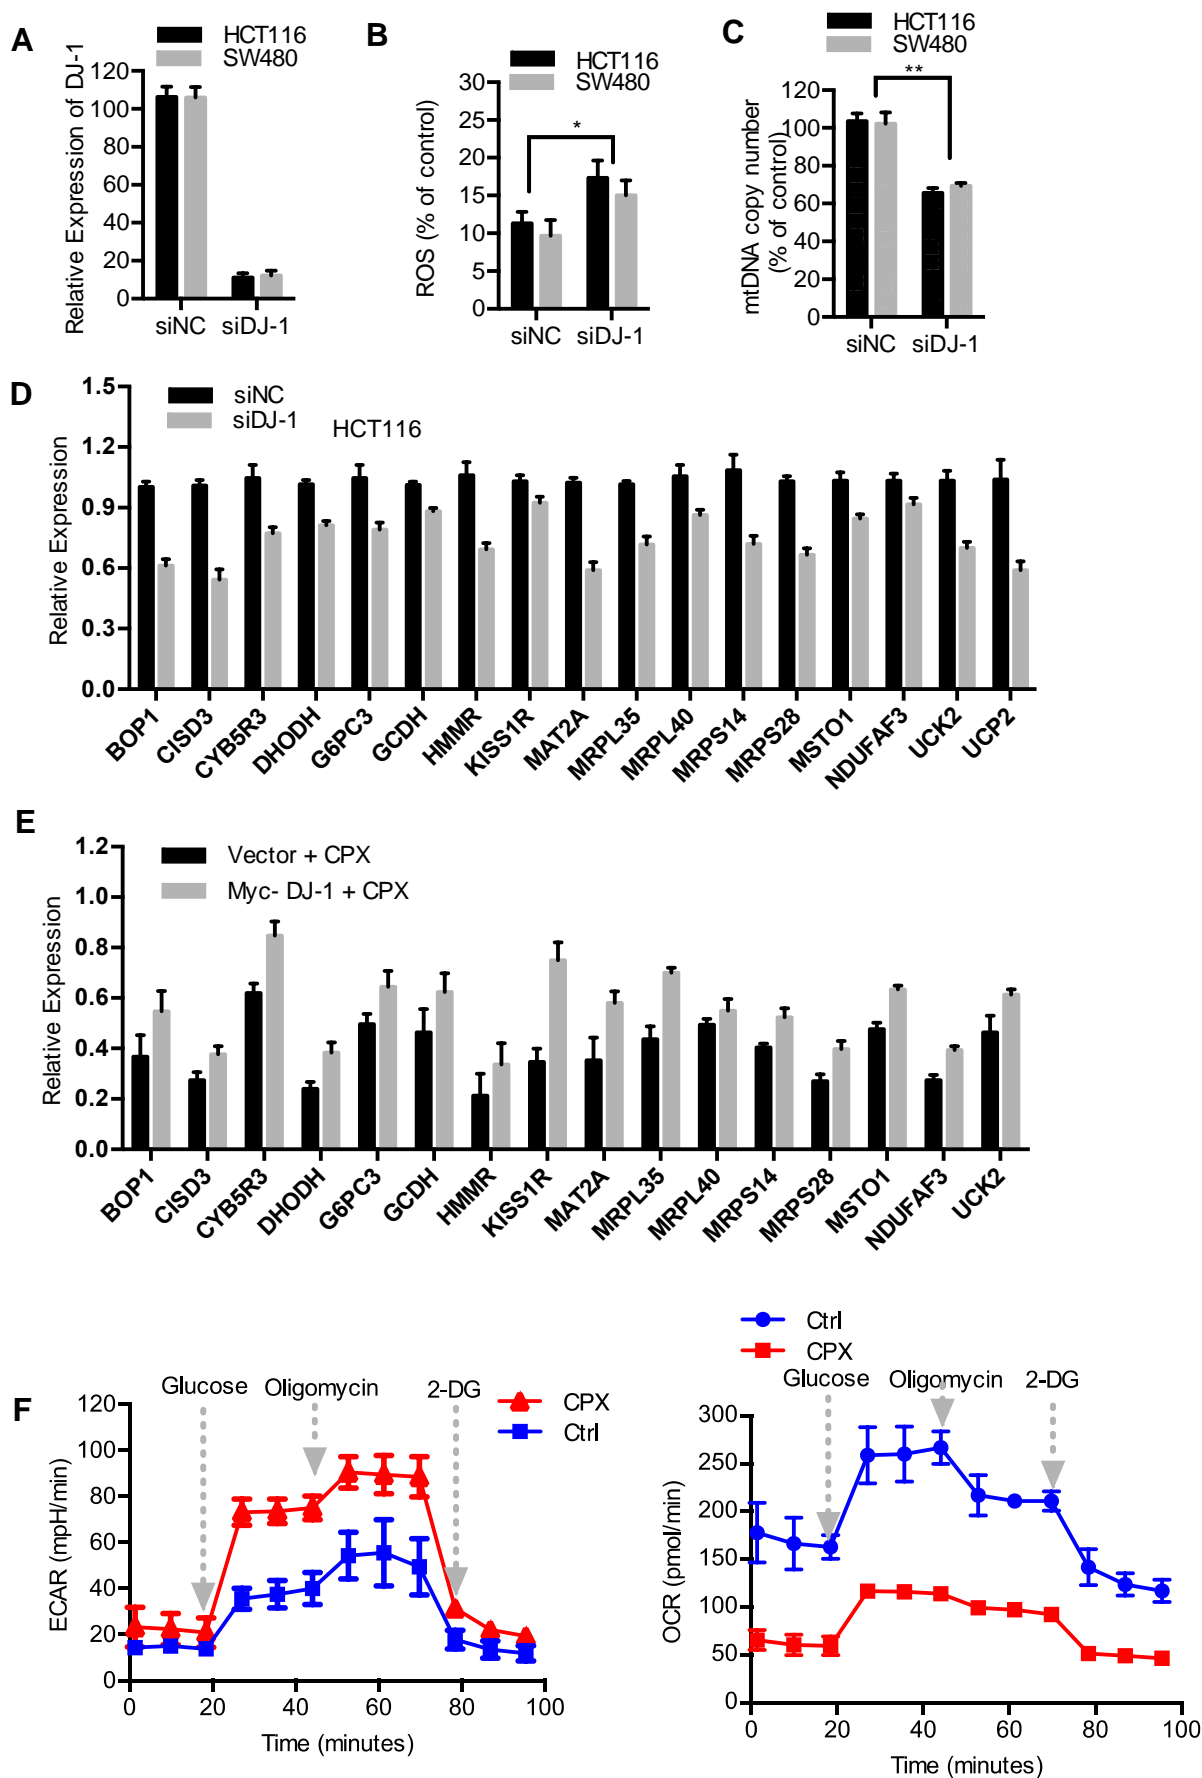 A
HCT116
SW480
Relative Expression of DJ-1
120
100
80
60
40
20
0
siNC
siDJ-1
B
HCT116
SW480
ROS (% of control)
30
25
20
15
10
5
0
*
siNC
siDJ-1
C
HCT116
SW480
mtDNA copy number
(% of control)
120
100
80
60
40
20
0
**
siNC
siDJ-1
D
siNC
siDJ-1
HCT116
Relative Expression
1.5
1.2
0.9
0.6
0.3
0.0
BOP1
CISD3
CYB5R3
DHODH
G6PC3
GCDH
HMMR
KISS1R
MAT2A
MRPL35
MRPL40
MRPS14
MRPS28
MSTO1
NDUFAF3
UCK2
UCP2
E
Vector + CPX
Myc- DJ-1 + CPX
Relative Expression
1.2
1.0
0.8
0.6
0.4
0.2
0.0
BOP1
CISD3
CYB5R3
DHODH
G6PC3
GCDH
HMMR
KISS1R
MAT2A
MRPL35
MRPL40
MRPS14
MRPS28
MSTO1
NDUFAF3
UCK2
F
Glucose
Oligomycin
2-DG
CPX
Ctrl
ECAR (mpH/min)
120
100
80
60
40
20
0
0
20
40
60
80
100
Time (minutes)
Ctrl
CPX
Glucose
Oligomycin
2-DG
OCR (pmol/min)
300
250
200
150
100
50
0
0
20
40
60
80
100
Time (minutes)